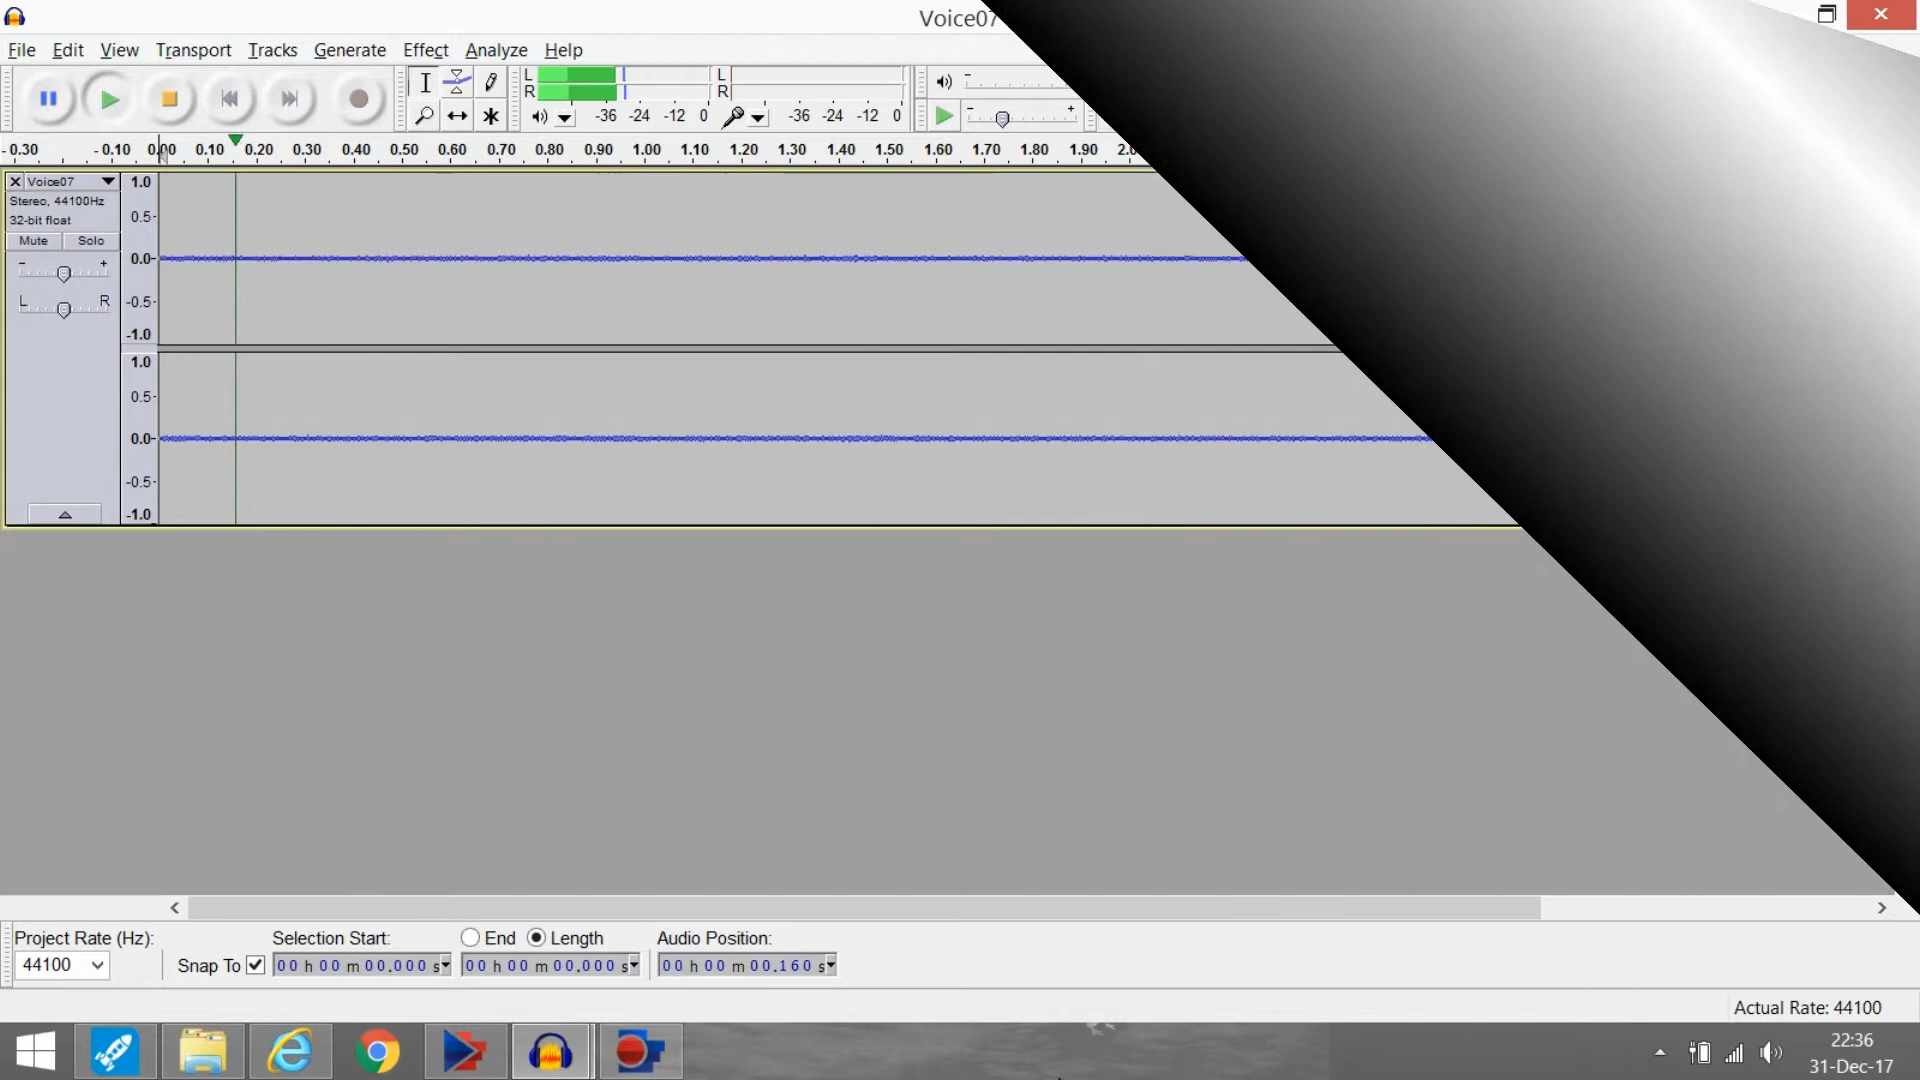 Voice07
File Edit View Transport Tracks Generate Effect Analyze Help
L L
R R
-36 -24 -12 0 -36 -24 -12 0
- +
- 0.30 - 0.10 0.00 0.10 0.20 0.30 0.40 0.50 0.60 0.70 0.80 0.90 1.00 1.10 1.20 1.30 1.40 1.50 1.60 1.70 1.80 1.90
X Voice07 1.0
Stereo, 44100Hz
32-bit float
0.5-
Mute Solo
0.0-
- +
L R
-0.5-
-1.0
1.0
0.5-
0.0-
-0.5-
-1.0
Project Rate (Hz): Selection Start: End Length Audio Position:
44100 Snap To 00 h 00 m 00.000 s 00 h 00 m 00.000 s 00 h 00 m 00.160 s
Actual Rate: 44100
22:36
31-Dec-17